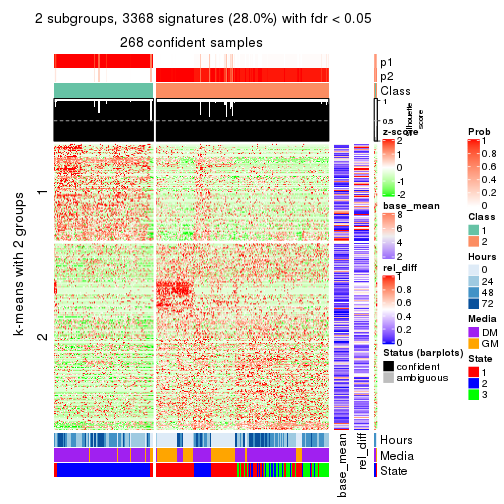 2 subgroups, 3368 signatures (28.0%) with fdr < 0.05
268 confident samples
p1
p2
Class
1
0.5
0
silhouette
score
k-means with 2 groups
1
2
Hours
Media
State
base_mean
rel_diff
z-score
2
1
0
-1
-2
base_mean
8
6
4
2
rel_diff
1
0.8
0.6
0.4
0.2
0
Status (barplots)
confident
ambiguous
Prob
1
0.8
0.6
0.4
0.2
0
Class
1
2
Hours
0
24
48
72
Media
DM
GM
State
1
2
3